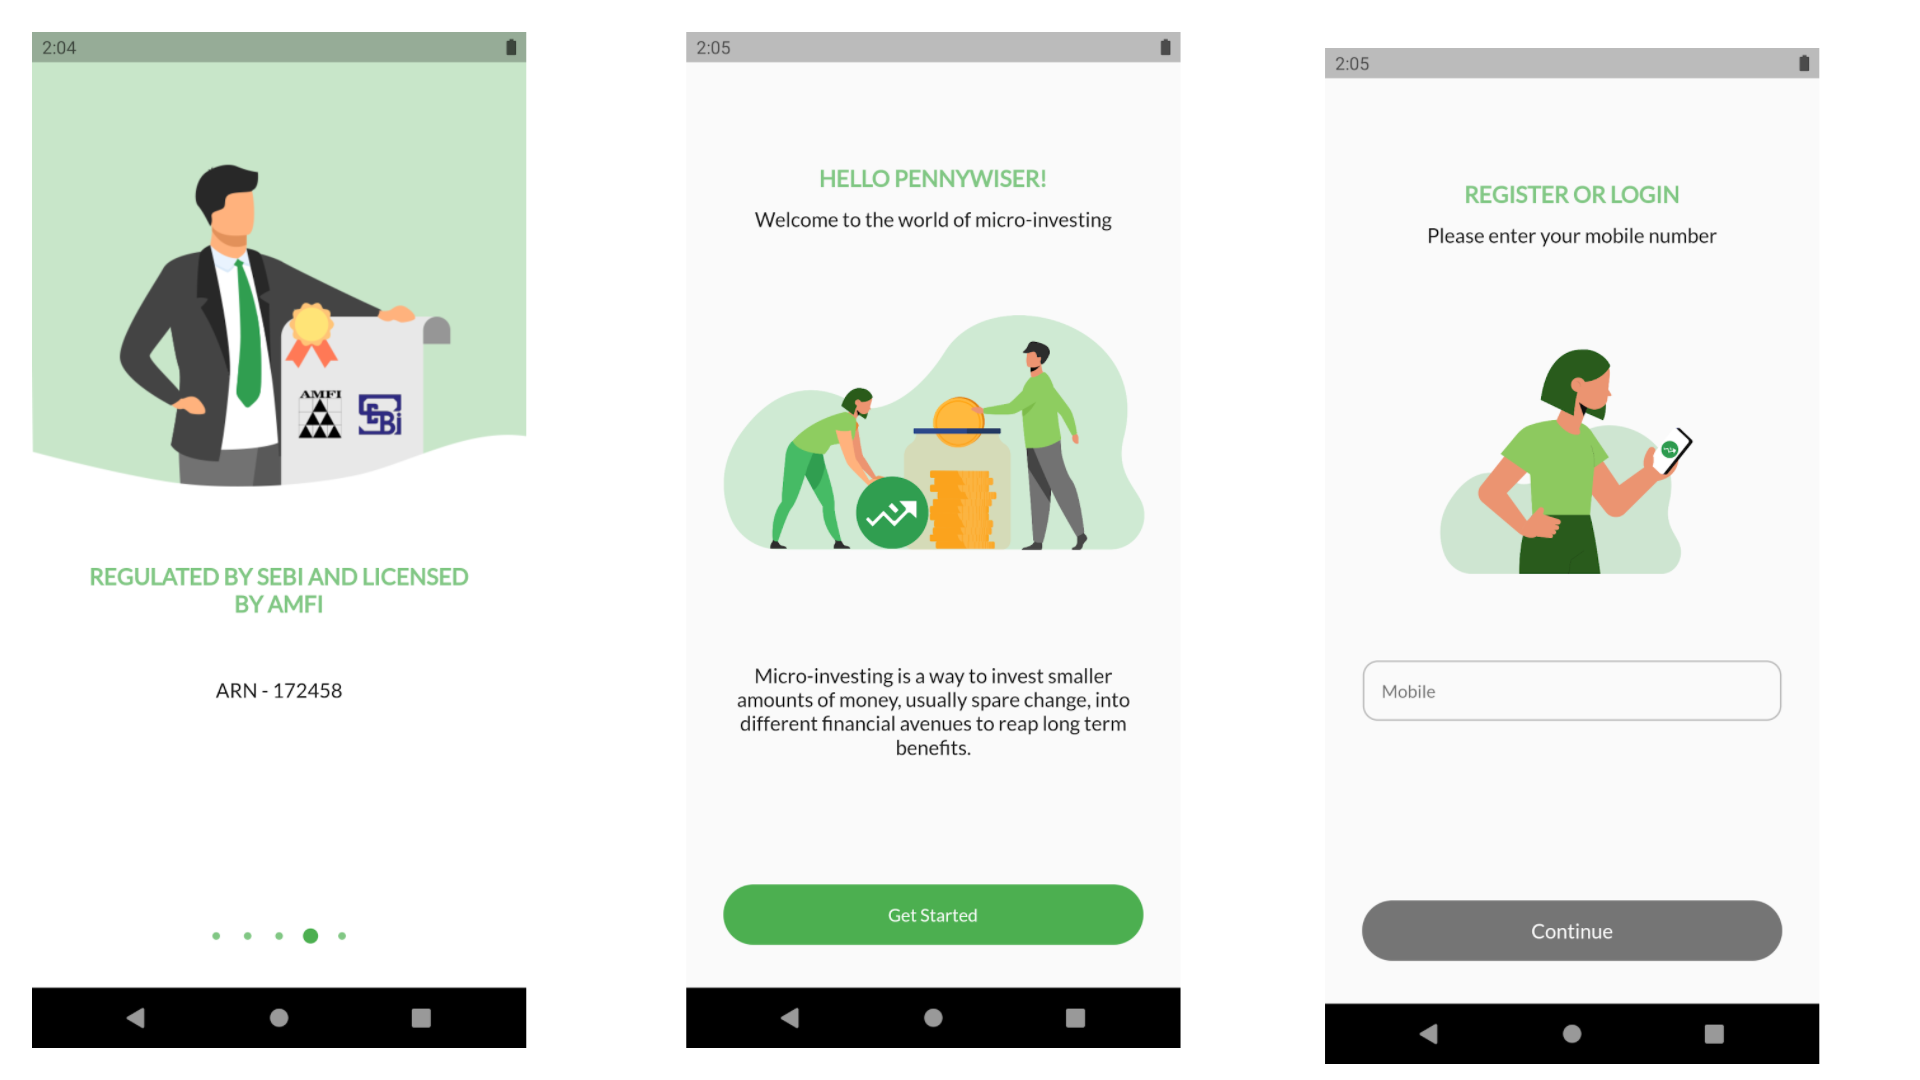 2:04
AMFI
SEBI
REGULATED BY SEBI AND LICENSED
BY AMFI
ARN - 172458
2:05
HELLO PENNYWISER!
Welcome to the world of micro-investing
Micro-investing is a way to invest smaller
amounts of money, usually spare change, into
different financial avenues to reap long term
benefits.
Get Started
2:05
REGISTER OR LOGIN
Please enter your mobile number
Mobile
Continue